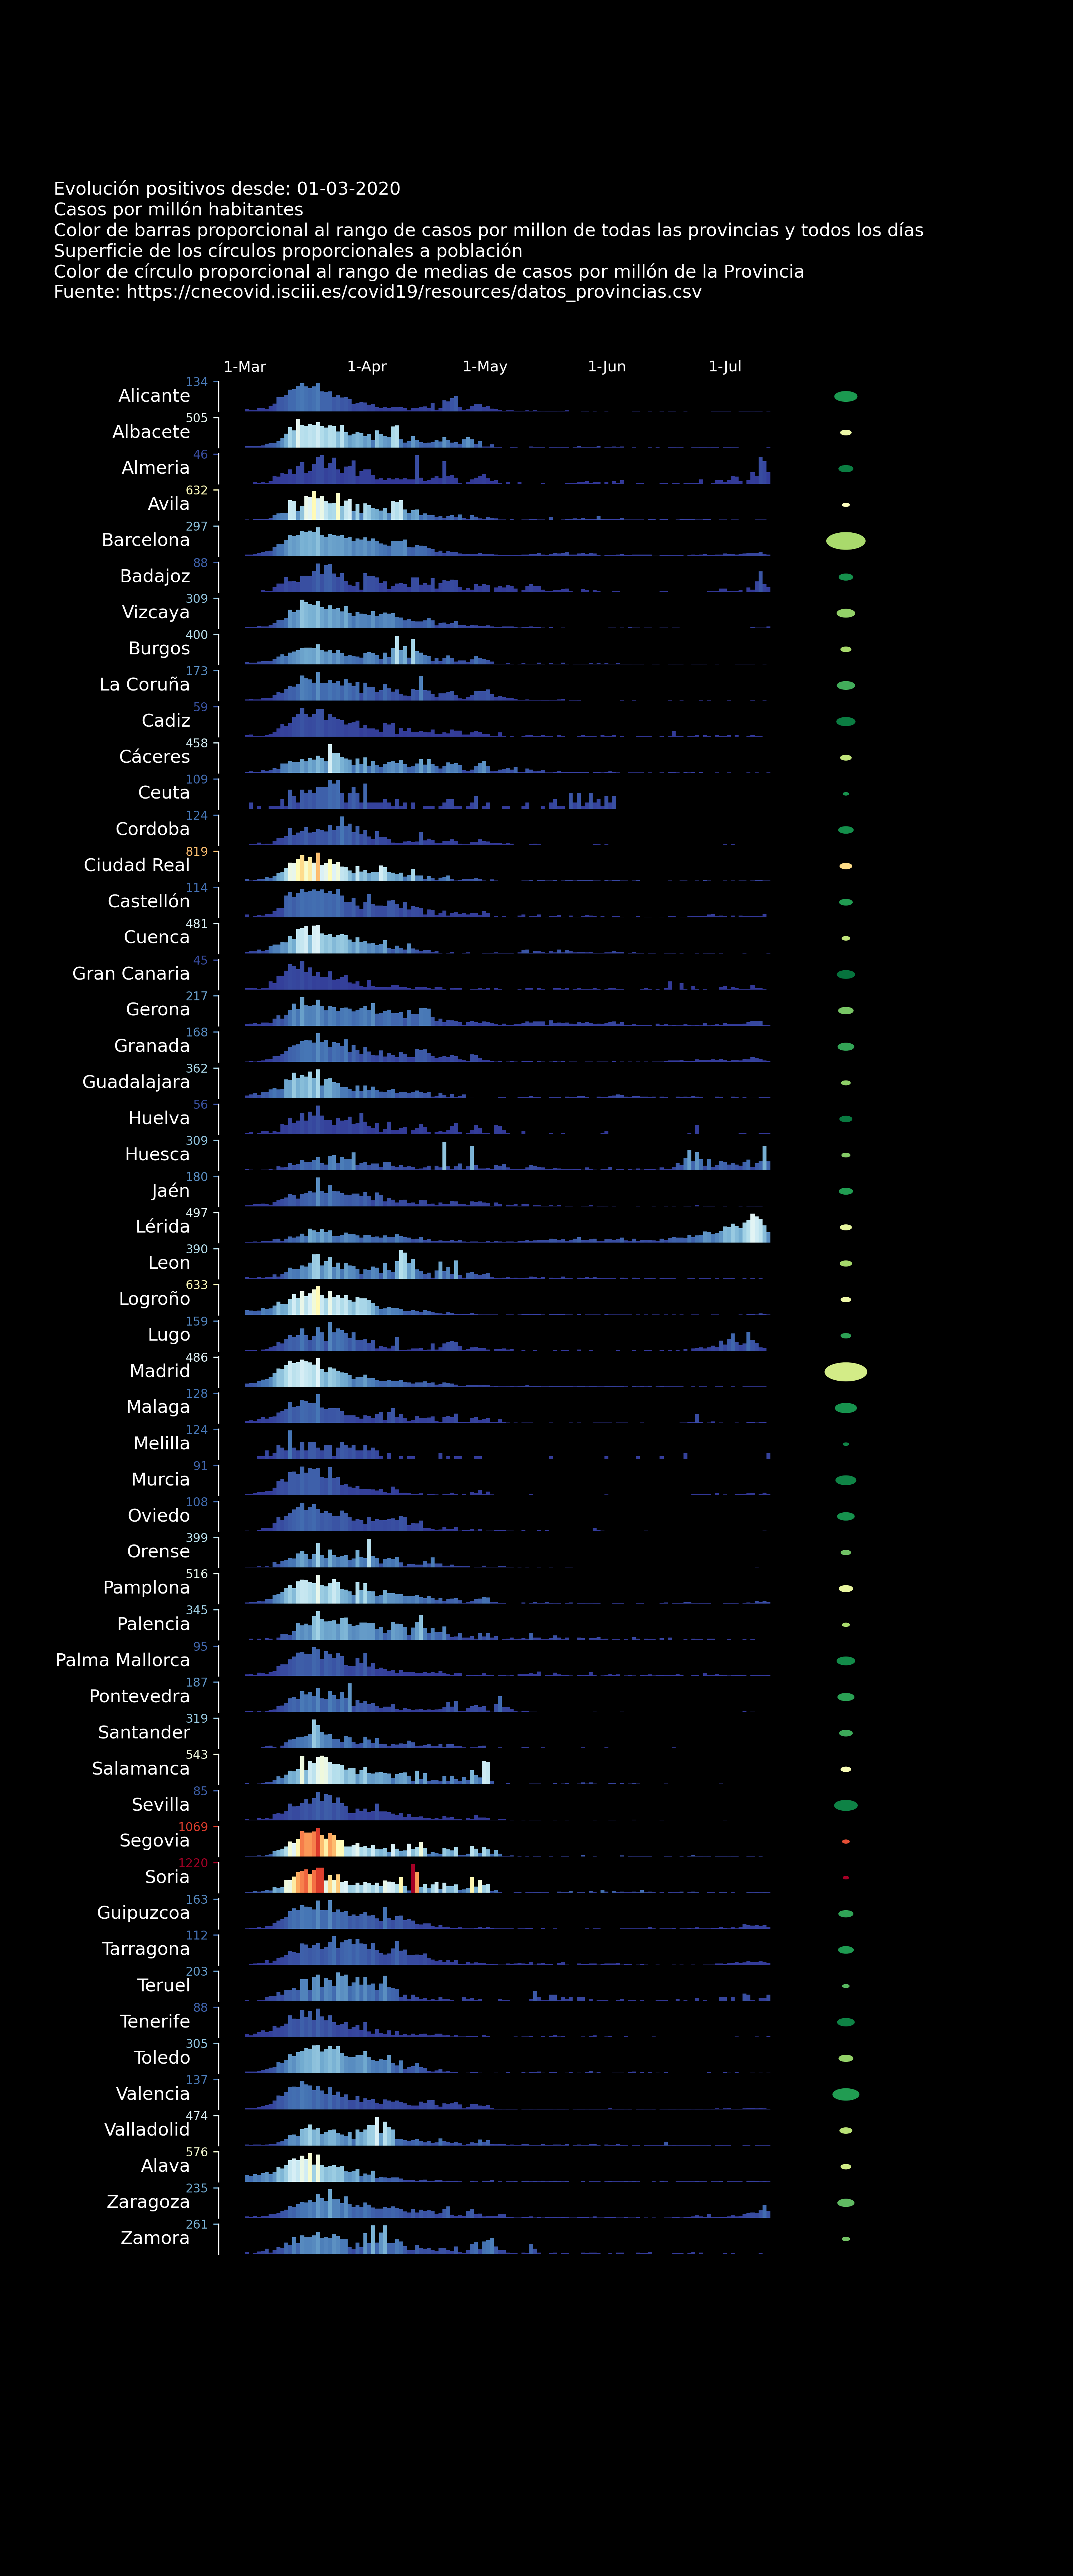 Evolución positivos desde: 01-03-2020
Casos por millón habitantes
Color de barras proporcional al rango de casos por millon de todas las provincias y todos los días
Superficie de los círculos proporcionales a población
Color de círculo proporcional al rango de medias de casos por millón de la Provincia
Fuente: https://cnecovid.isciii.es/covid19/resources/datos_provincias.csv
1-Mar 1-Apr 1-May 1-Jun 1-Jul
Alicante 134
Albacete 505
Almeria 46
Avila 632
Barcelona 297
Badajoz 88
Vizcaya 309
Burgos 400
La Coruña 173
Cadiz 59
Cáceres 458
Ceuta 109
Cordoba 124
Ciudad Real 819
Castellón 114
Cuenca 481
Gran Canaria 45
Gerona 217
Granada 168
Guadalajara 362
Huelva 56
Huesca 309
Jaén 180
Lérida 497
Leon 390
Logroño 633
Lugo 159
Madrid 486
Malaga 128
Melilla 124
Murcia 91
Oviedo 108
Orense 399
Pamplona 516
Palencia 345
Palma Mallorca 95
Pontevedra 187
Santander 319
Salamanca 543
Sevilla 85
Segovia 1069
Soria 1220
Guipuzcoa 163
Tarragona 112
Teruel 203
Tenerife 88
Toledo 305
Valencia 137
Valladolid 474
Alava 576
Zaragoza 235
Zamora 261